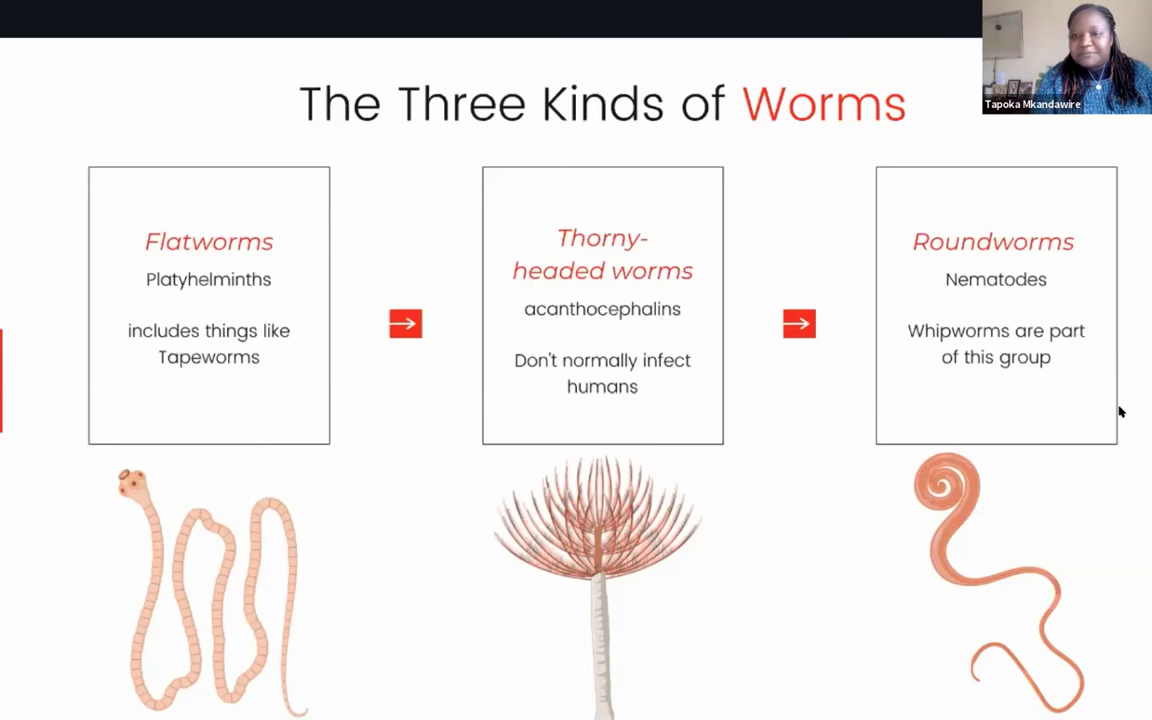 Tapoka Mkandawire
The Three Kinds of Worms
Flatworms
Platyhelminths
includes things like
Tapeworms
Thorny-
headed worms
acanthocephalins
Don't normally infect
humans
Roundworms
Nematodes
Whipworms are part
of this group